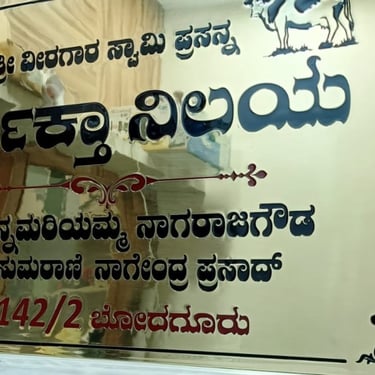 ಶ್ರೀ ವೀರಗಾರ ಸ್ವಾಮಿ ಪ್ರಸನ್ನ
ನಿಲಯ
ನಾಗರಾಜಗೌಡ
ನಾಗೇಂದ್ರ ಪ್ರಸಾದ್
142/2 ಬೋದಗೂರು